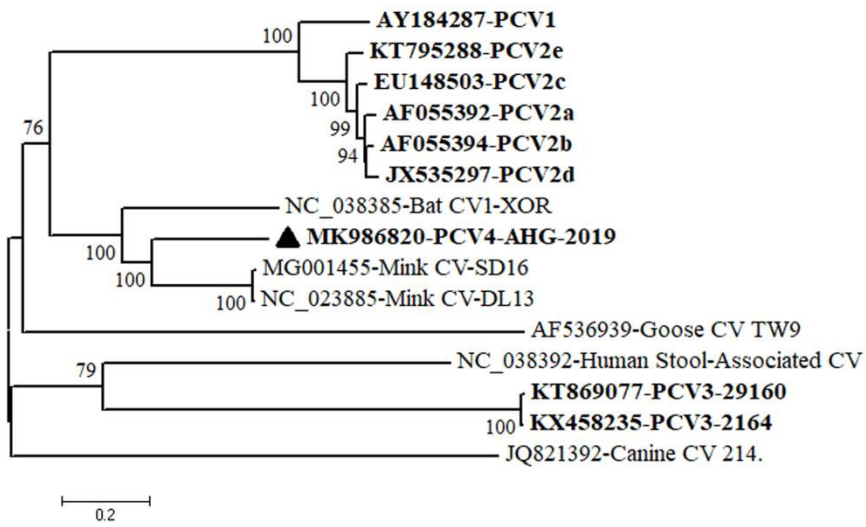 100
AY184287-PCV1
KT795288-PCV2e
100
EU148503-PCV2c
99
AF055392-PCV2a
76
94
AF055394-PCV2b
JX535297-PCV2d
NC_038385-Bat CV1-XOR
100
MK986820-PCV4-AHG-2019
100
MG001455-Mink CV-SD16
100
NC_023885-Mink CV-DL13
AF536939-Goose CV TW9
79
NC_038392-Human Stool-Associated CV
KT869077-PCV3-29160
100
KX458235-PCV3-2164
JQ821392-Canine CV 214.
0.2